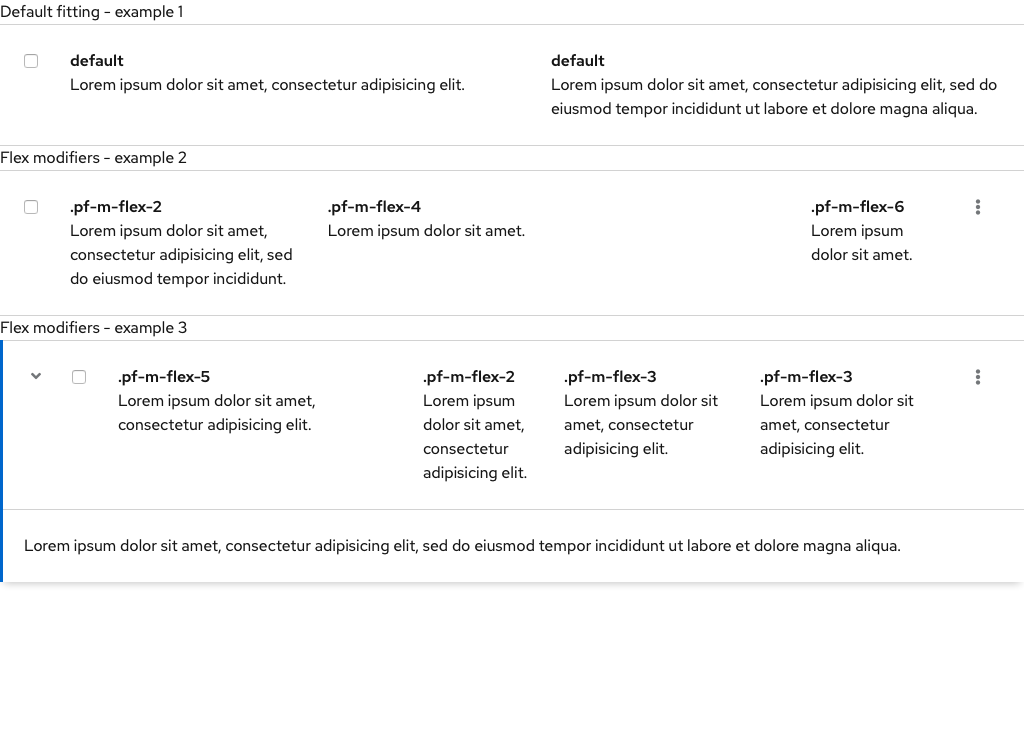 Default fitting - example 1
default
Lorem ipsum dolor sit amet, consectetur adipisicing elit.
default
Lorem ipsum dolor sit amet, consectetur adipisicing elit, sed do
eiusmod tempor incididunt ut labore et dolore magna aliqua.
Flex modifiers - example 2
.pf-m-flex-2
Lorem ipsum dolor sit amet,
consectetur adipisicing elit, sed
do eiusmod tempor incididunt.
.pf-m-flex-4
Lorem ipsum dolor sit amet.
.pf-m-flex-6
Lorem ipsum
dolor sit amet.
Flex modifiers - example 3
.pf-m-flex-5
Lorem ipsum dolor sit amet,
consectetur adipisicing elit.
.pf-m-flex-2
Lorem ipsum
dolor sit amet,
consectetur
adipisicing elit.
.pf-m-flex-3
Lorem ipsum dolor sit
amet, consectetur
adipisicing elit.
.pf-m-flex-3
Lorem ipsum dolor sit
amet, consectetur
adipisicing elit.
Lorem ipsum dolor sit amet, consectetur adipisicing elit, sed do eiusmod tempor incididunt ut labore et dolore magna aliqua.